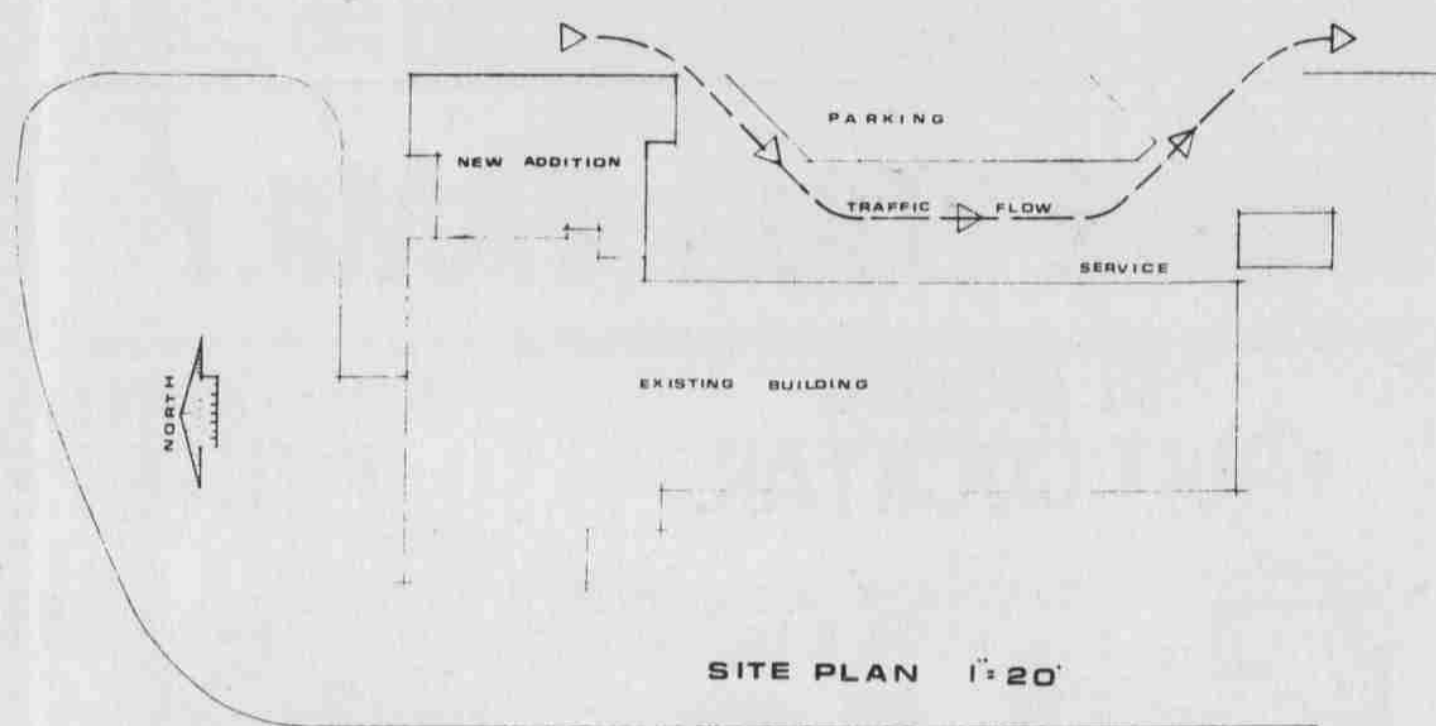 PARKING
NEW ADDITION
TRAFFIC FLOW
SERVICE
NORTH
EXISTING BUILDING
SITE PLAN 1"=20'